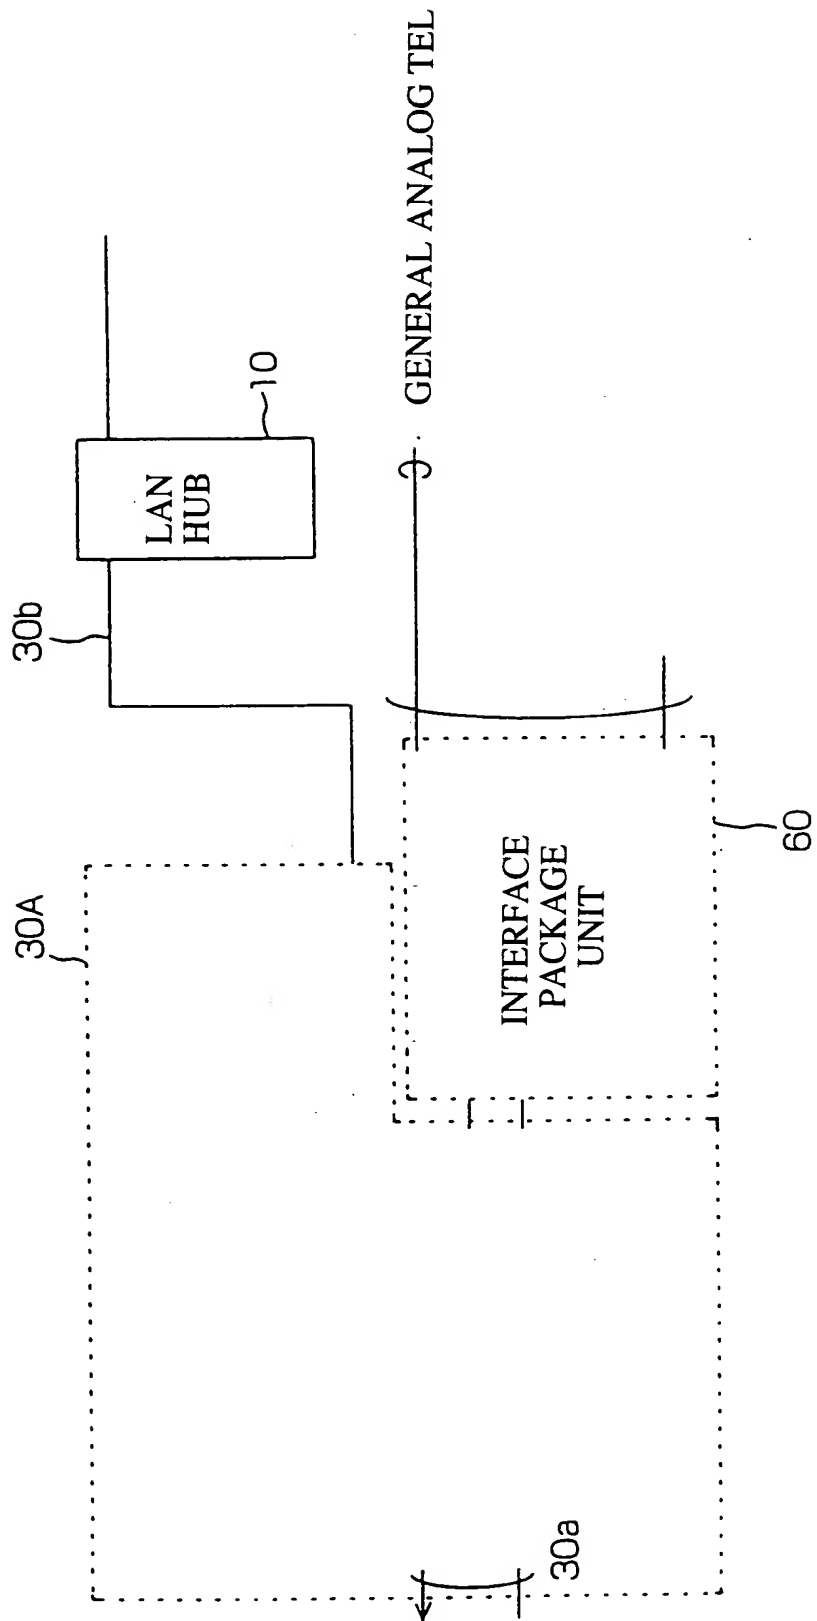 30A
30b
LAN
HUB
10
GENERAL ANALOG TEL
INTERFACE
PACKAGE
UNIT
60
30a